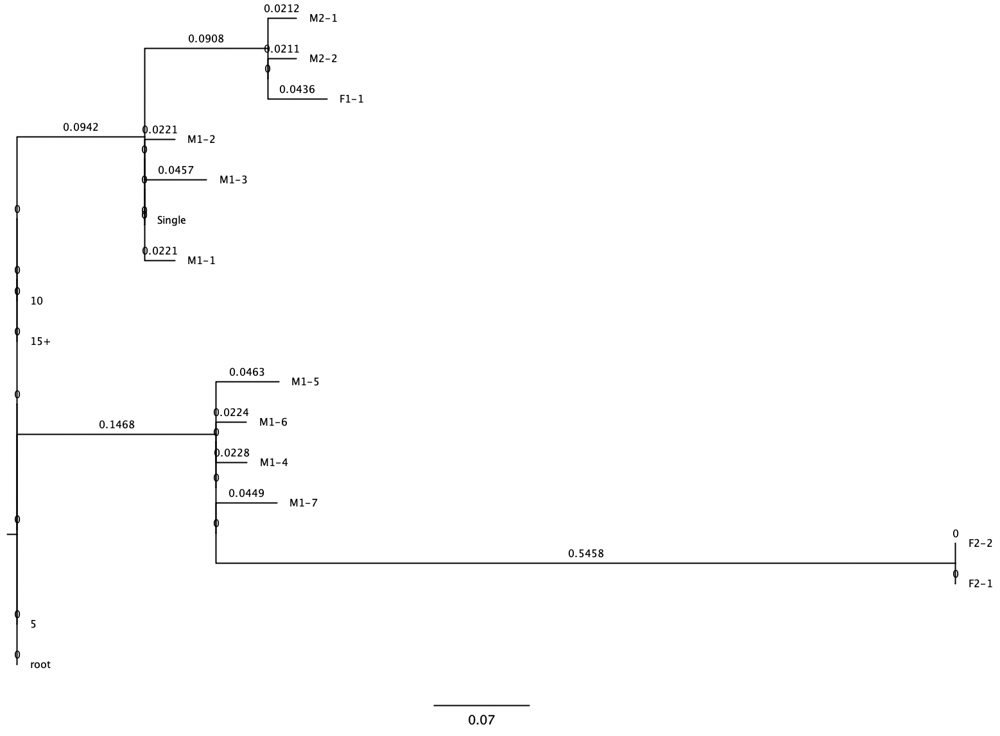 0.0212
M2-1
0.0908
0.0211
M2-2
0
0.0436
F1-1
0.0942
0.0221
M1-2
0
0.0457
0
M1-3
0
0
0
Single
0.0221
M1-1
0
0
10
0
15+
0.0463
M1-5
0
0.0224
M1-6
0.1468
0
0.0228
M1-4
0
0.0449
M1-7
0
0
0
F2-2
0.5458
0
F2-1
0
5
0
root
0.07